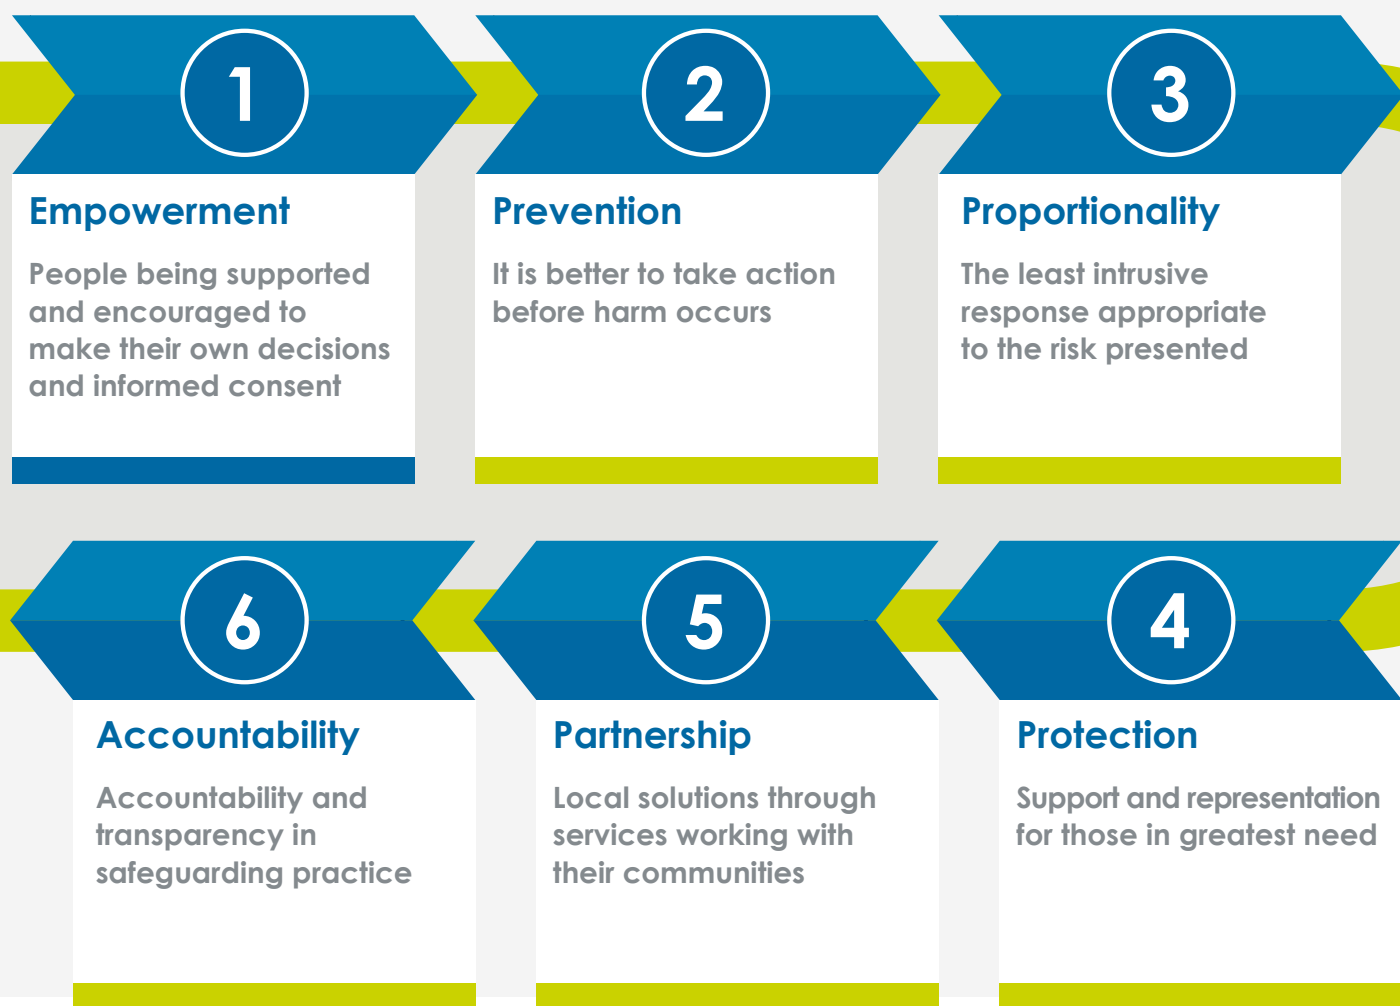 1
Empowerment
People being supported
and encouraged to
make their own decisions
and informed consent
2
Prevention
It is better to take action
before harm occurs
3
Proportionality
The least intrusive
response appropriate
to the risk presented
4
Protection
Support and representation
for those in greatest need
5
Partnership
Local solutions through
services working with
their communities
6
Accountability
Accountability and
transparency in
safeguarding practice